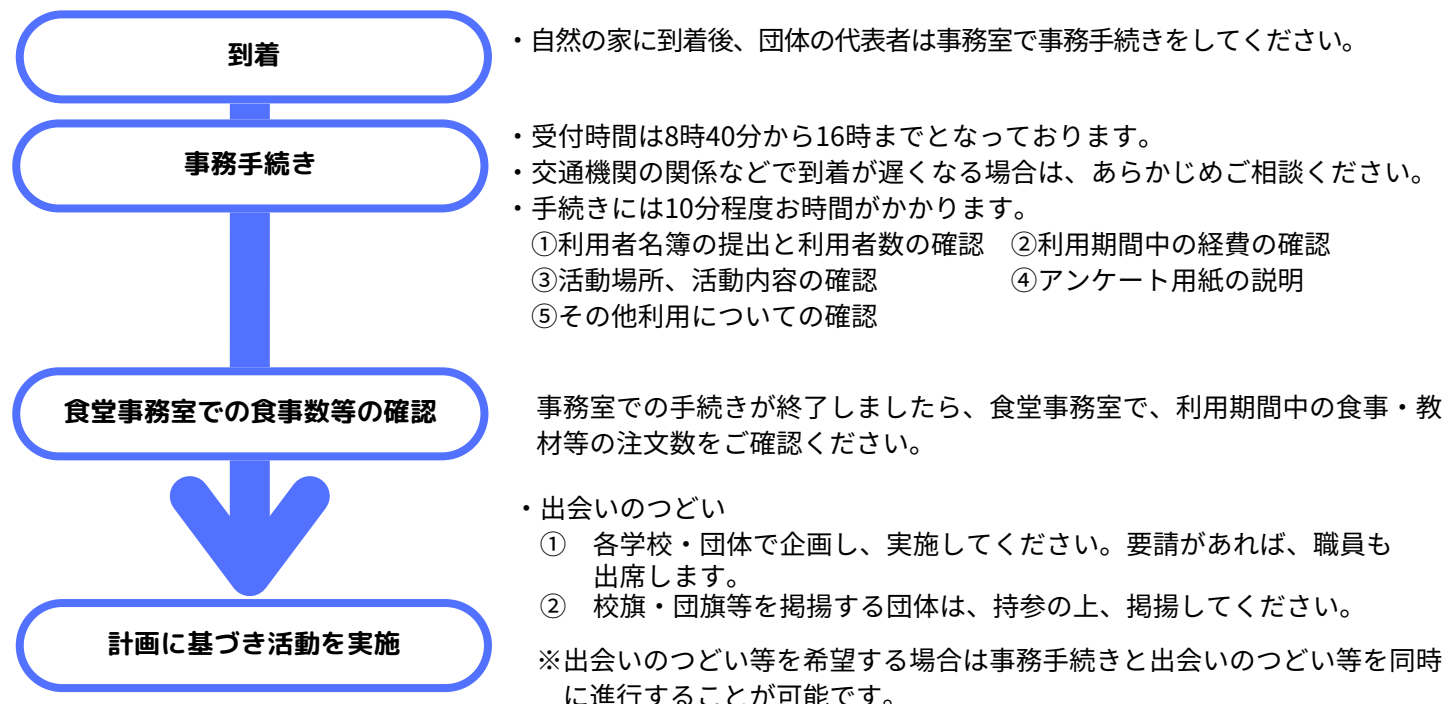 到着
・自然の家に到着後、団体の代表者は事務室で事務手続きをしてください。
事務手続き
・受付時間は8時40分から16時までとなっております。
・交通機関の関係などで到着が遅くなる場合は、あらかじめご相談ください。
・手続きには10分程度お時間がかかります。
①利用者名簿の提出と利用者数の確認　②利用期間中の経費の確認
③活動場所、活動内容の確認　④アンケート用紙の説明
⑤その他利用についての確認
食堂事務室での食事数等の確認
事務室での手続きが終了しましたら、食堂事務室で、利用期間中の食事・教
材等の注文数をご確認ください。
・出会いのつどい
①　各学校・団体で企画し、実施してください。要請があれば、職員も
出席します。
②　校旗・団旗等を掲揚する団体は、持参の上、掲揚してください。
計画に基づき活動を実施
※出会いのつどい等を希望する場合は事務手続きと出会いのつどい等を同時
に進行することが可能です。